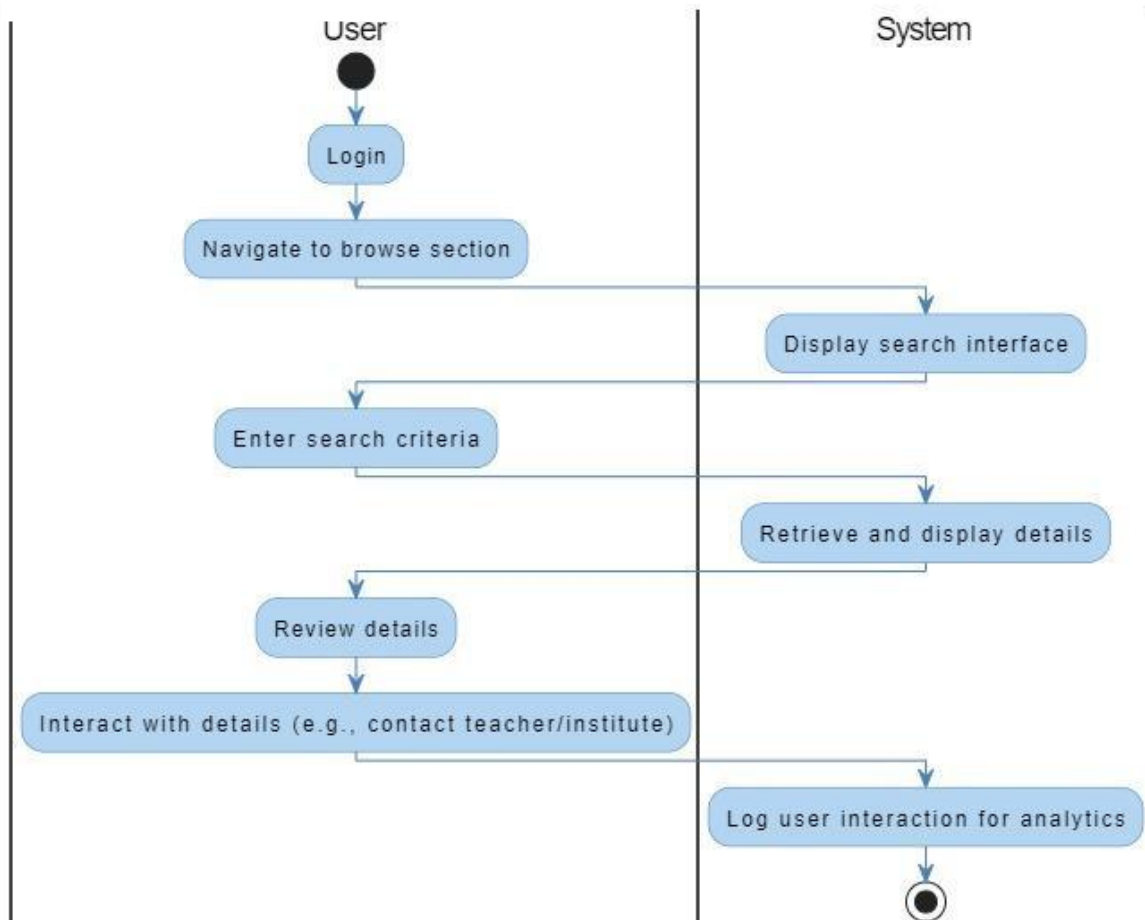 User
System
Login
Navigate to browse section
Display search interface
Enter search criteria
Retrieve and display details
Review details
Interact with details (e.g., contact teacher/institute)
Log user interaction for analytics